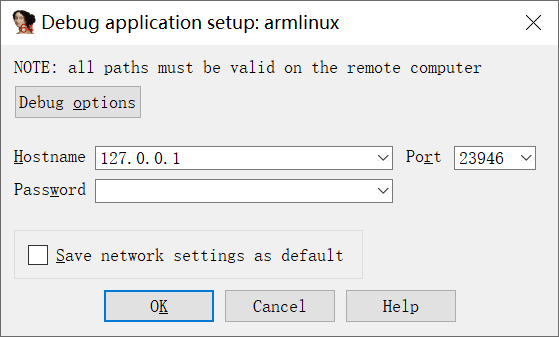 Debug application setup: armlinux
NOTE: all paths must be valid on the remote computer
Debug options
Hostname 127.0.0.1 Port 23946
Password
Save network settings as default
OK Cancel Help